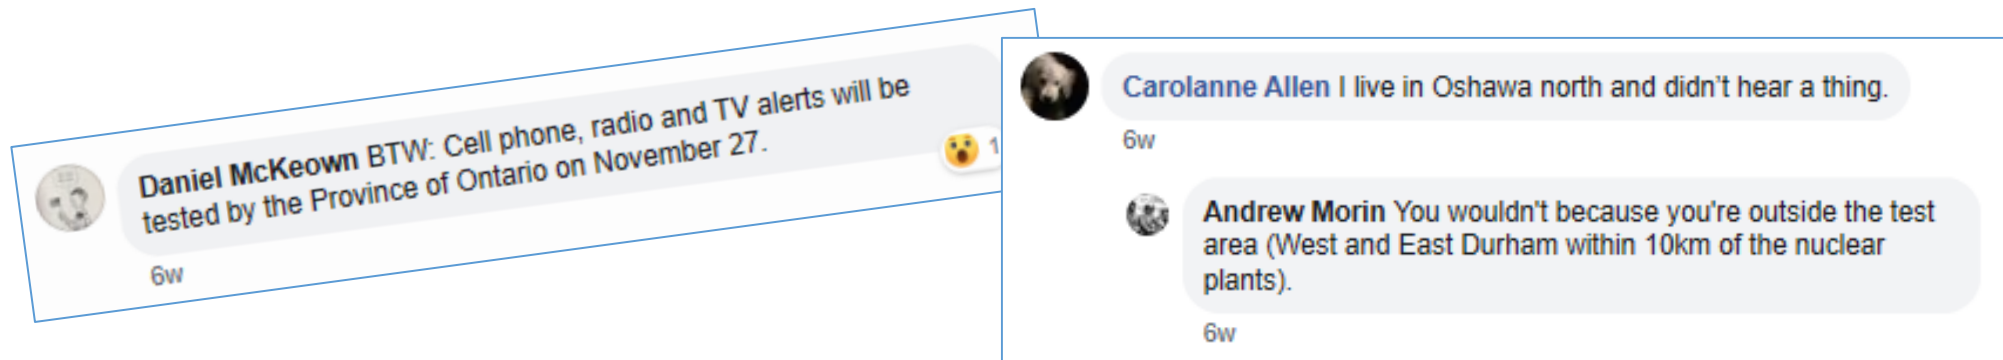 Daniel McKeown BTW: Cell phone, radio and TV alerts will be
tested by the Province of Ontario on November 27.
1
6w
Carolanne Allen I live in Oshawa north and didn't hear a thing.
6w
Andrew Morin You wouldn't because you're outside the test
area (West and East Durham within 10km of the nuclear
plants).
6w